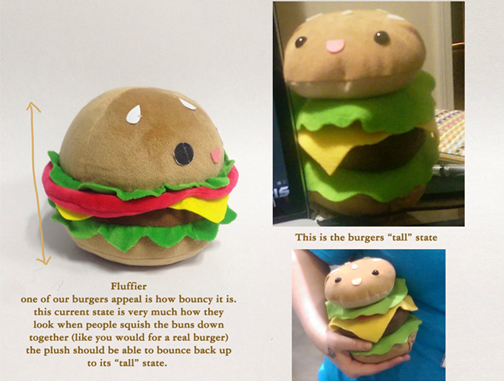 Fluffier
one of our burgers appeal is how bouncy it is.
this current state is very much how they
look when people squish the buns down
together (like you would for a real burger)
the plush should be able to bounce back up
to its “tall” state.
This is the burgers “tall” state